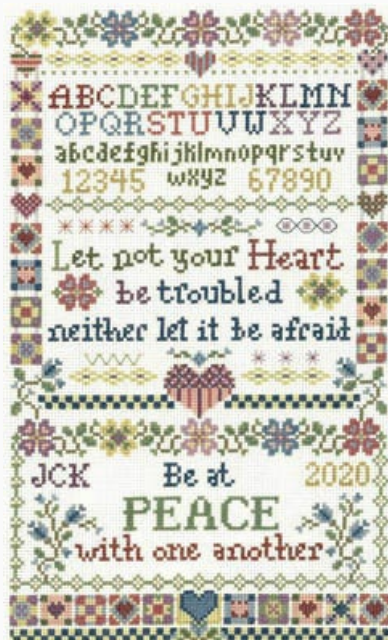 ABCDEFGHIJKLMN
OPQRSTUVWXYZ
abcdefghijklmnopqrstuv
12345 wxyz 67890
Let not your Heart
be troubled
neither let it be afraid
JCK Be at 2020
PEACE
with one another